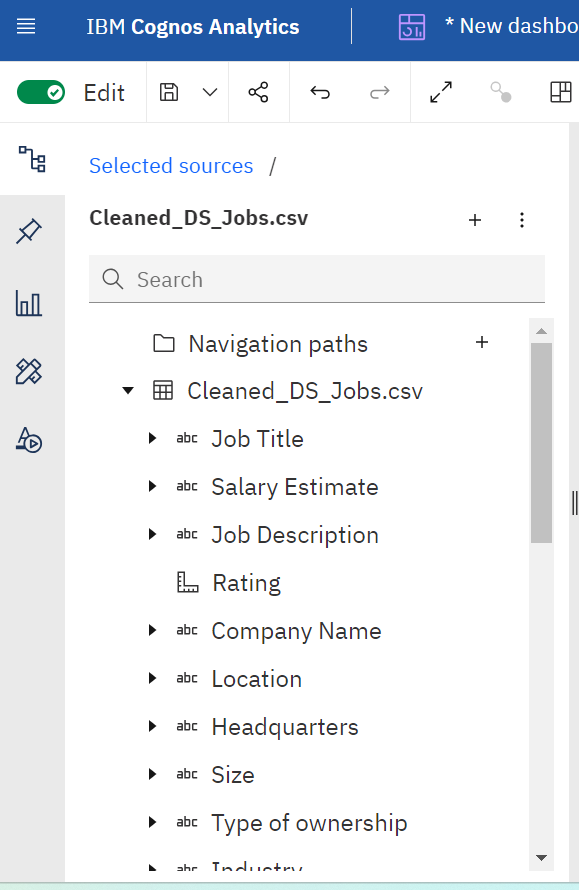 IBM Cognos Analytics
* New dashbo
Edit
Selected sources /
Cleaned_DS_Jobs.csv
Search
Navigation paths
Cleaned_DS_Jobs.csv
abc Job Title
abc Salary Estimate
abc Job Description
Rating
abc Company Name
abc Location
abc Headquarters
abc Size
abc Type of ownership
abc Industry